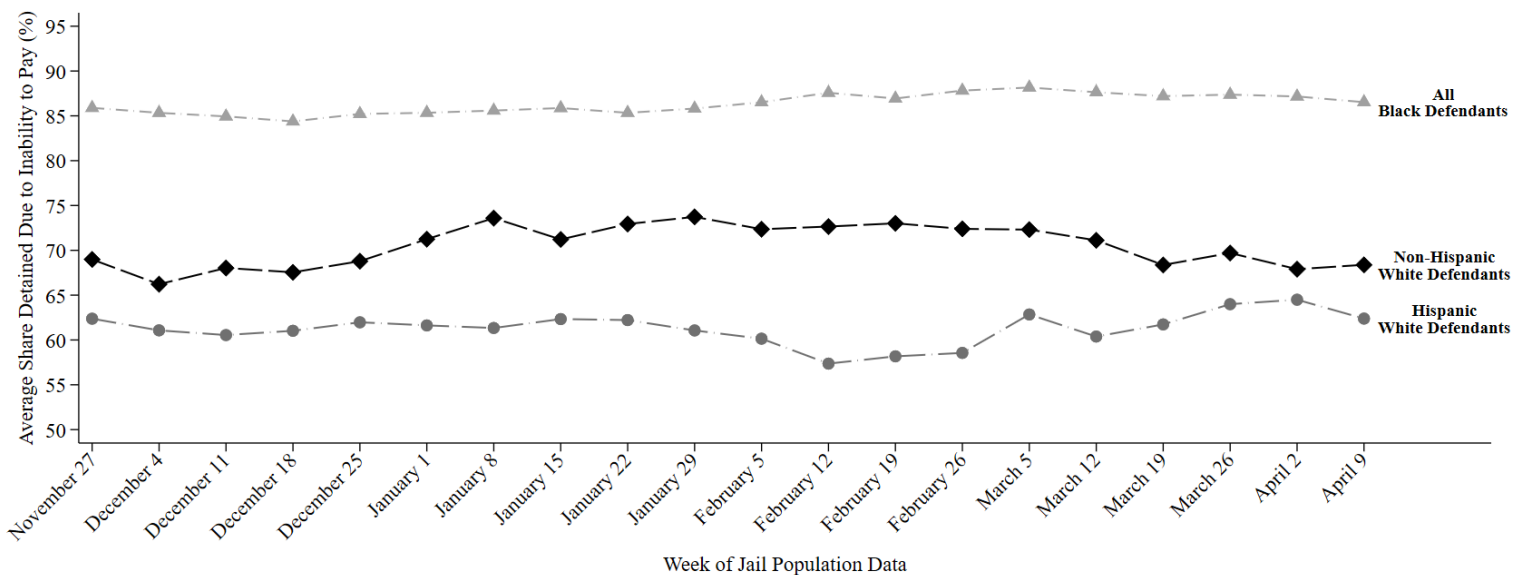 Average Share Detained Due to Inability to Pay (%)
95
90
85
80
75
70
65
60
55
50
All
Black Defendants
Non-Hispanic
White Defendants
Hispanic
White Defendants
November 27
December 4
December 11
December 18
December 25
January 1
January 8
January 15
January 22
January 29
February 5
February 12
February 19
February 26
March 5
March 12
March 19
March 26
April 2
April 9
Week of Jail Population Data